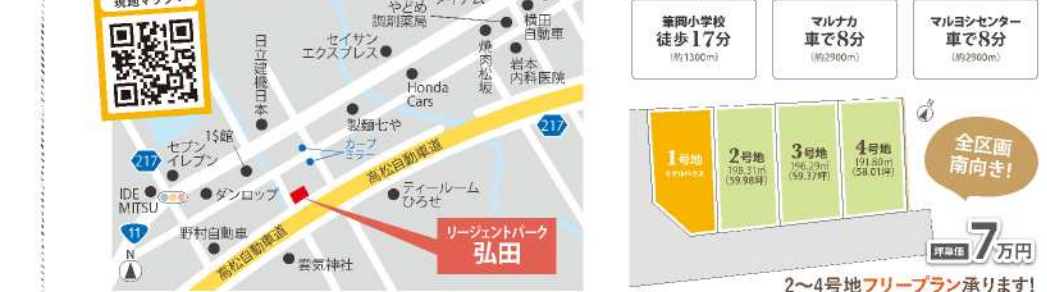 やどめ
調剤薬局
横田
自動車
セイサン
エクスプレス
日立建機日本
焼肉松坂
岩本
内科医院
Honda
Cars
製麺七や
217
1$館
カーブ
ミラー
217
セブン
イレブン
高松自動車道
IDE
MITSU
ダンロップ
ティールーム
ひろせ
11
野村自動車
リージェントパーク
弘田
N
高松自動車道
雲気神社
筆岡小学校
徒歩17分
(約1300m)
マルナカ
車で8分
(約2900m)
マルヨシセンター
車で8分
(約2900m)
1号地
モデルハウス
2号地
198.31㎡
(59.98坪)
3号地
196.29㎡
(59.37坪)
4号地
191.80㎡
(58.01坪)
全区画
南向き!
坪単価 7万円
2〜4号地フリープラン承ります!